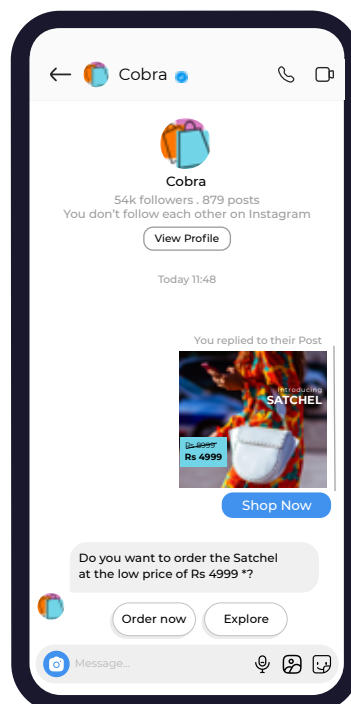 Cobra
Cobra
54k followers . 879 posts
You don't follow each other on Instagram
View Profile
Today 11:48
You replied to their Post
Introducing
SATCHEL
Rs 8999
Rs 4999
Shop Now
Do you want to order the Satchel
at the low price of Rs 4999 *?
Order now
Explore
Message...